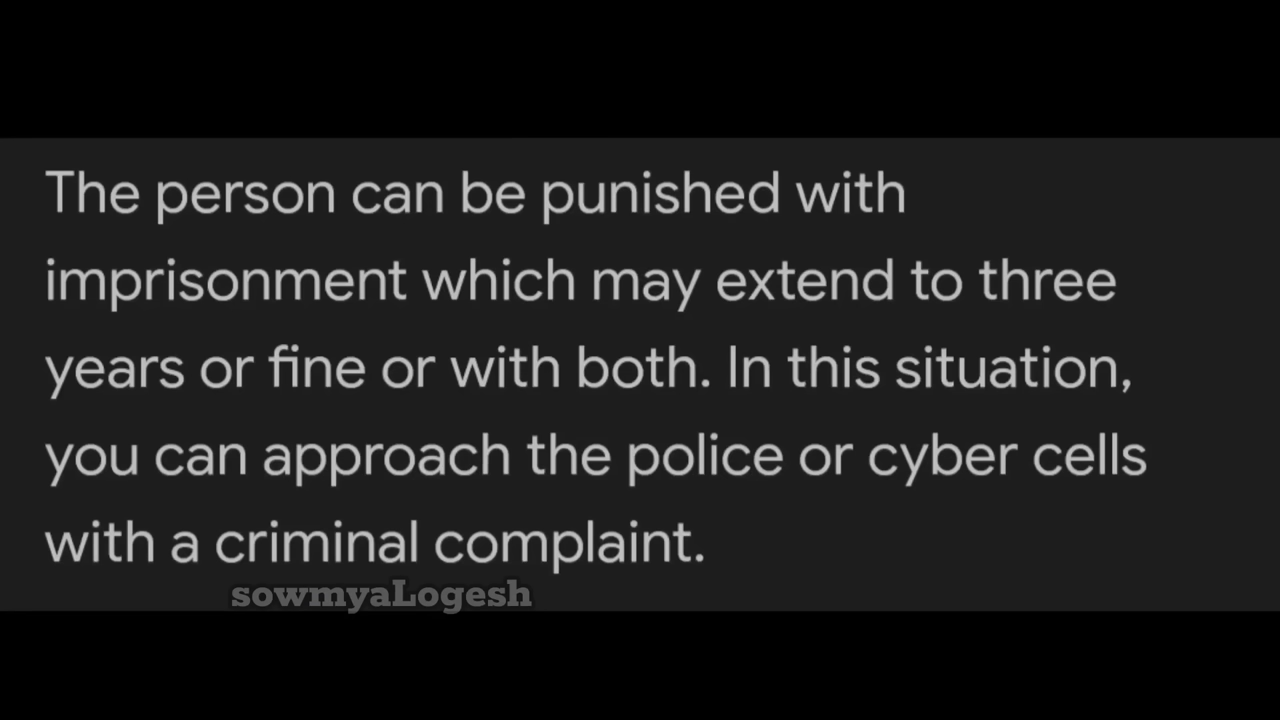 The person can be punished with
imprisonment which may extend to three
years or fine or with both. In this situation,
you can approach the police or cyber cells
with a criminal complaint.
sowmyaLogesh